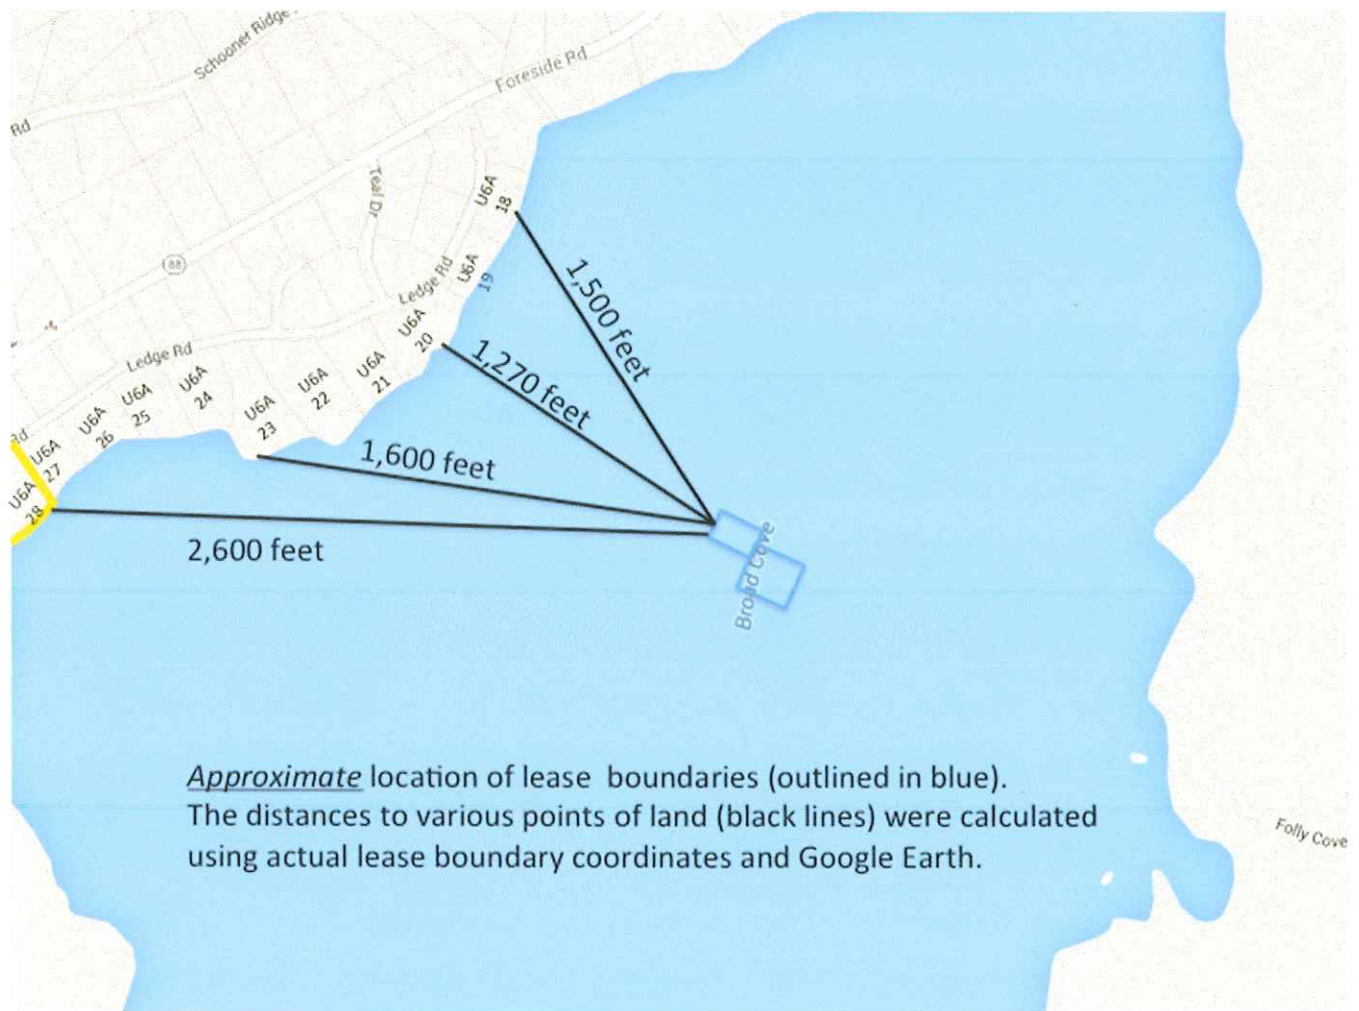 Schooner Ridge
Foreside Rd
Rd
Teal Dr
U6A
18
88
Ledge Rd
U6A
19
1,500 feet
U6A
20
1,270 feet
Ledge Rd
U6A
21
U6A
22
U6A
23
U6A
24
U6A
25
U6A
26
Rd
U6A
27
U6A
28
1,600 feet
2,600 feet
Broad Cove
Approximate location of lease boundaries (outlined in blue).
The distances to various points of land (black lines) were calculated
using actual lease boundary coordinates and Google Earth.
Folly Cove